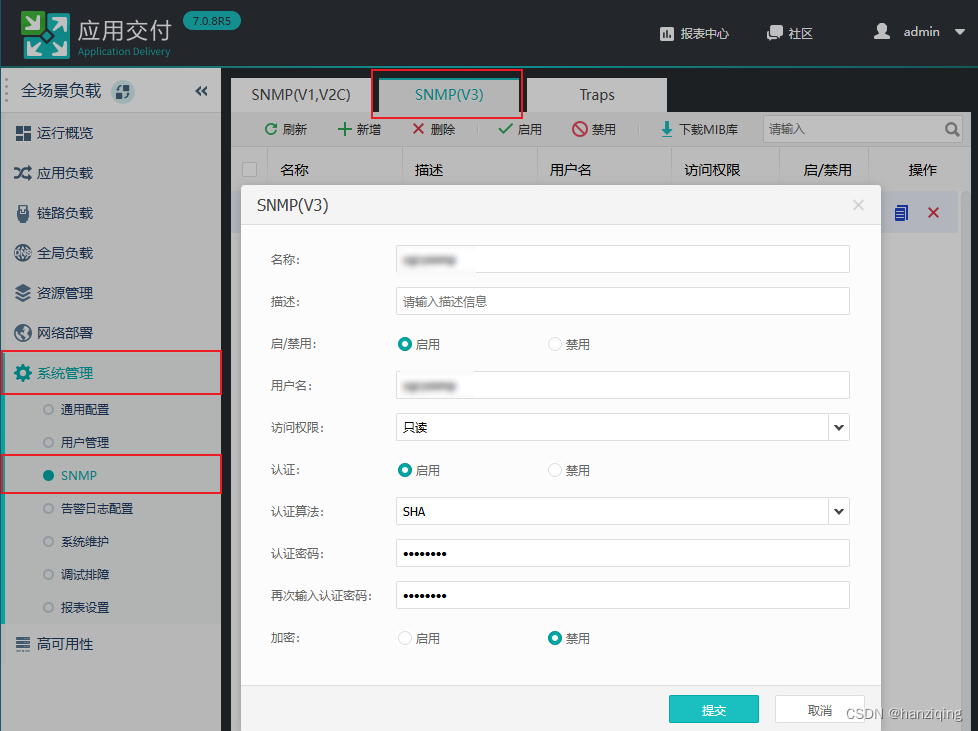 应用交付 7.0.8R5
Application Delivery
报表中心 社区 admin
全场景负载
运行概览
应用负载
链路负载
全局负载
资源管理
网络部署
系统管理
通用配置
用户管理
SNMP
告警日志配置
系统维护
调试排障
报表设置
高可用性
SNMP(V1,V2C) SNMP(V3) Traps
刷新 新增 删除 启用 禁用 下载MIB库 请输入
名称 描述 用户名 访问权限 启/禁用 操作
SNMP(V3)
名称:
描述: 请输入描述信息
启/禁用: 启用 禁用
用户名:
访问权限: 只读
认证: 启用 禁用
认证算法: SHA
认证密码: ••••••••
再次输入认证密码: ••••••••
加密: 启用 禁用
提交 取消
CSDN @hanziqing